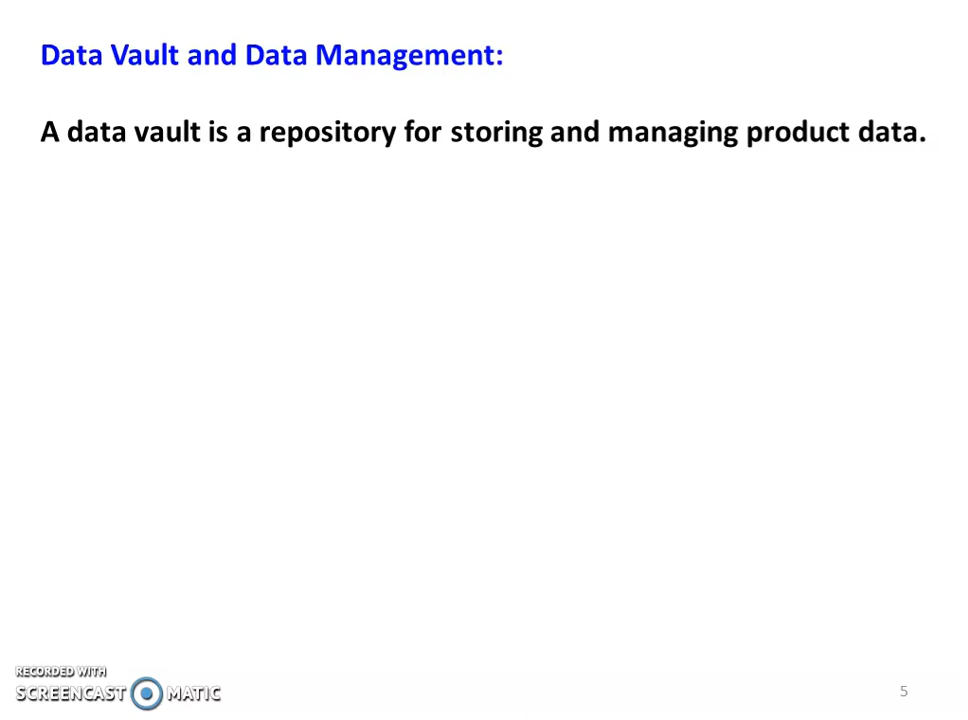 Data Vault and Data Management:
A data vault is a repository for storing and managing product data.
RECORDED WITH
SCREENCAST MATIC
5